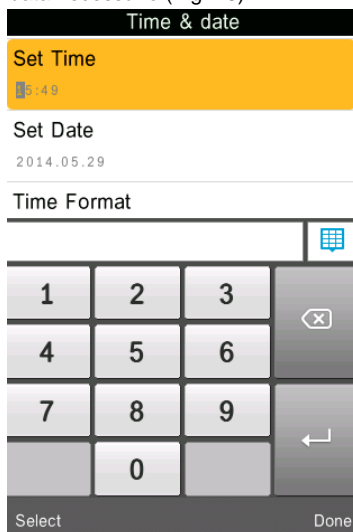 Time & date
Set Time
15:49
Set Date
2014.05.29
Time Format
1 2 3
4 5 6
7 8 9
0
Select Done